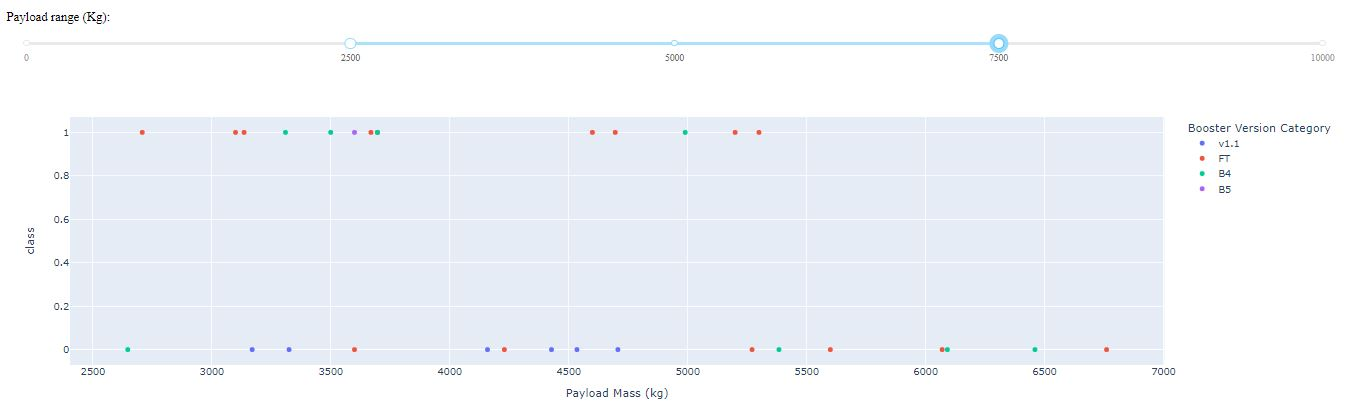 Payload range (Kg):
0 2500 5000 7500 10000
Booster Version Category
v1.1
FT
B4
B5
1
0.8
0.6
0.4
0.2
0
class
2500 3000 3500 4000 4500 5000 5500 6000 6500 7000
Payload Mass (kg)